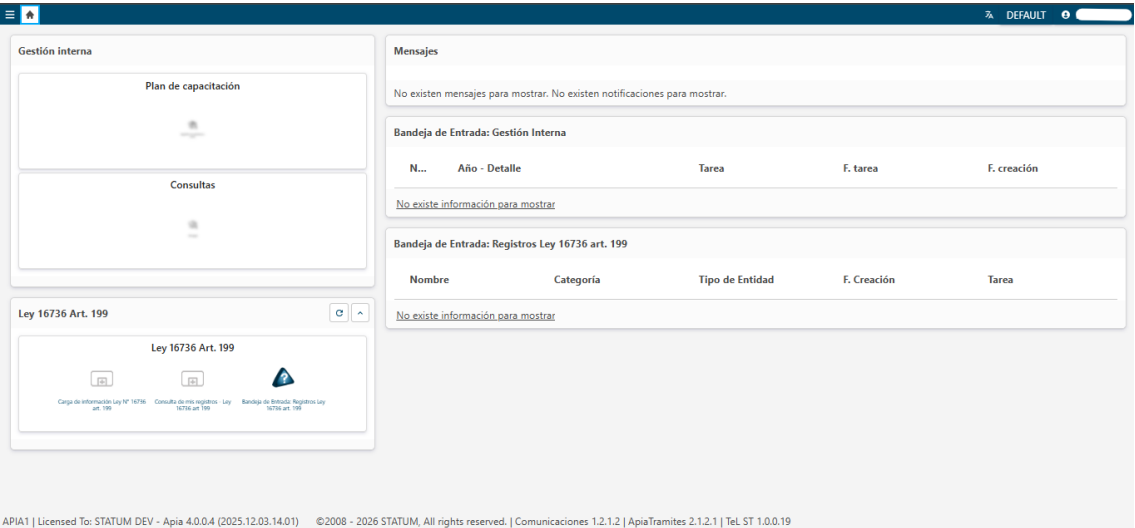 DEFAULT
Gestión interna
Plan de capacitación
Consultas
Ley 16736 Art. 199
Ley 16736 Art. 199
Carga de información Ley N° 16736
art. 199
Consulta de mis registros - Ley
16736 art 199
Bandeja de Entrada: Registros Ley
16736 art. 199
Mensajes
No existen mensajes para mostrar. No existen notificaciones para mostrar.
Bandeja de Entrada: Gestión Interna
N... Año - Detalle Tarea F. tarea F. creación
No existe información para mostrar
Bandeja de Entrada: Registros Ley 16736 art. 199
Nombre Categoría Tipo de Entidad F. Creación Tarea
No existe información para mostrar
APIA1 | Licensed To: STATUM DEV - Apia 4.0.0.4 (2025.12.03.14.01) ©2008 - 2026 STATUM, All rights reserved. | Comunicaciones 1.2.1.2 | ApiaTramites 2.1.2.1 | TeL ST 1.0.0.19